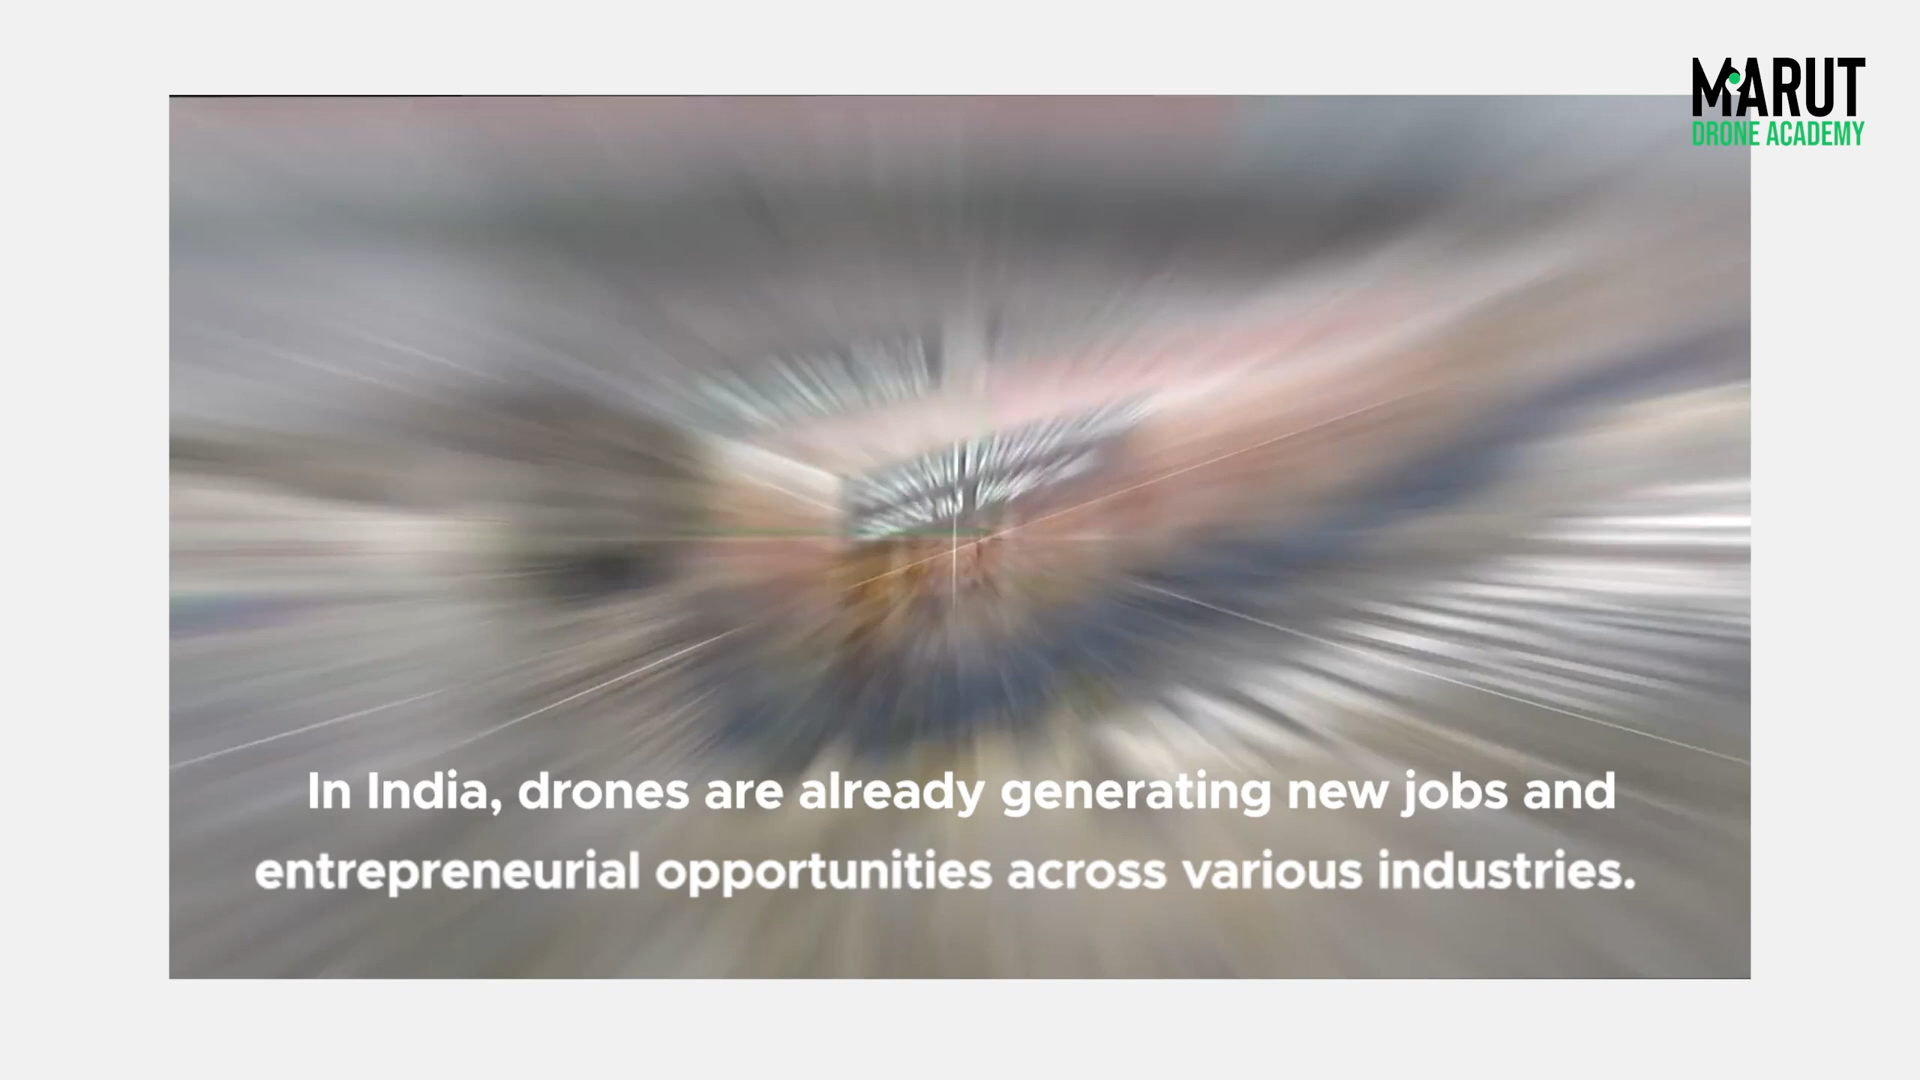 MARUT
DRONE ACADEMY
In India, drones are already generating new jobs and
entrepreneurial opportunities across various industries.